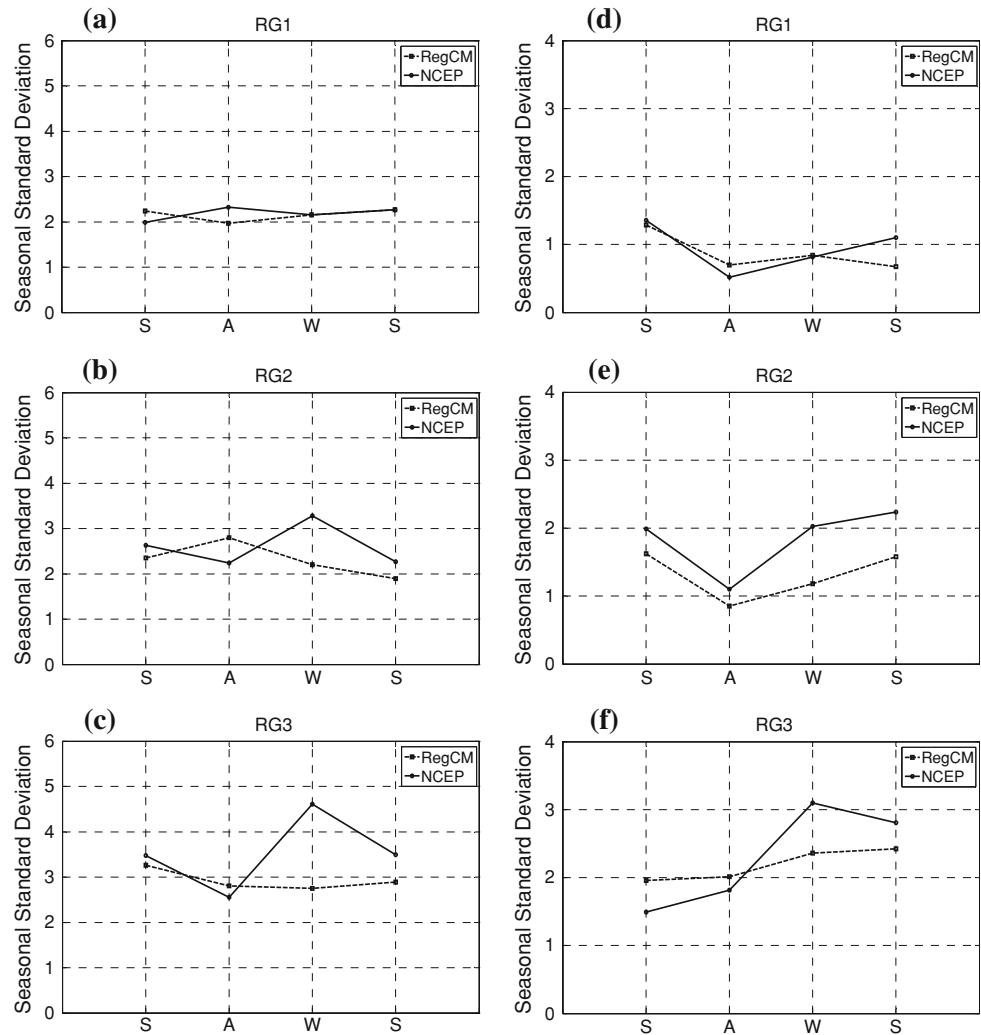 (a)
RG1
6
5
4
3
2
1
0
Seasonal Standard Deviation
RegCM
NCEP
S A W S
(d)
RG1
4
3
2
1
0
Seasonal Standard Deviation
RegCM
NCEP
S A W S
(b)
RG2
6
5
4
3
2
1
0
Seasonal Standard Deviation
RegCM
NCEP
S A W S
(e)
RG2
4
3
2
1
0
Seasonal Standard Deviation
RegCM
NCEP
S A W S
(c)
RG3
6
5
4
3
2
1
0
Seasonal Standard Deviation
RegCM
NCEP
S A W S
(f)
RG3
4
3
2
1
0
Seasonal Standard Deviation
RegCM
NCEP
S A W S